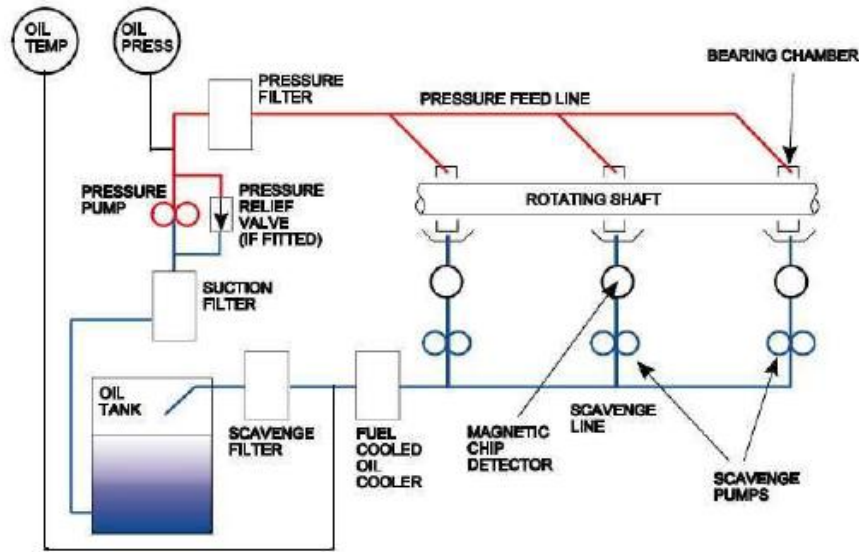 OIL
TEMP
OIL
PRESS
PRESSURE
FILTER
PRESSURE FEED LINE
BEARING CHAMBER
PRESSURE
PUMP
PRESSURE
RELIEF
VALVE
(IF FITTED)
ROTATING SHAFT
SUCTION
FILTER
OIL
TANK
SCAVENGE
FILTER
FUEL
COOLED
OIL
COOLER
MAGNETIC
CHIP
DETECTOR
SCAVENGE
LINE
SCAVENGE
PUMPS